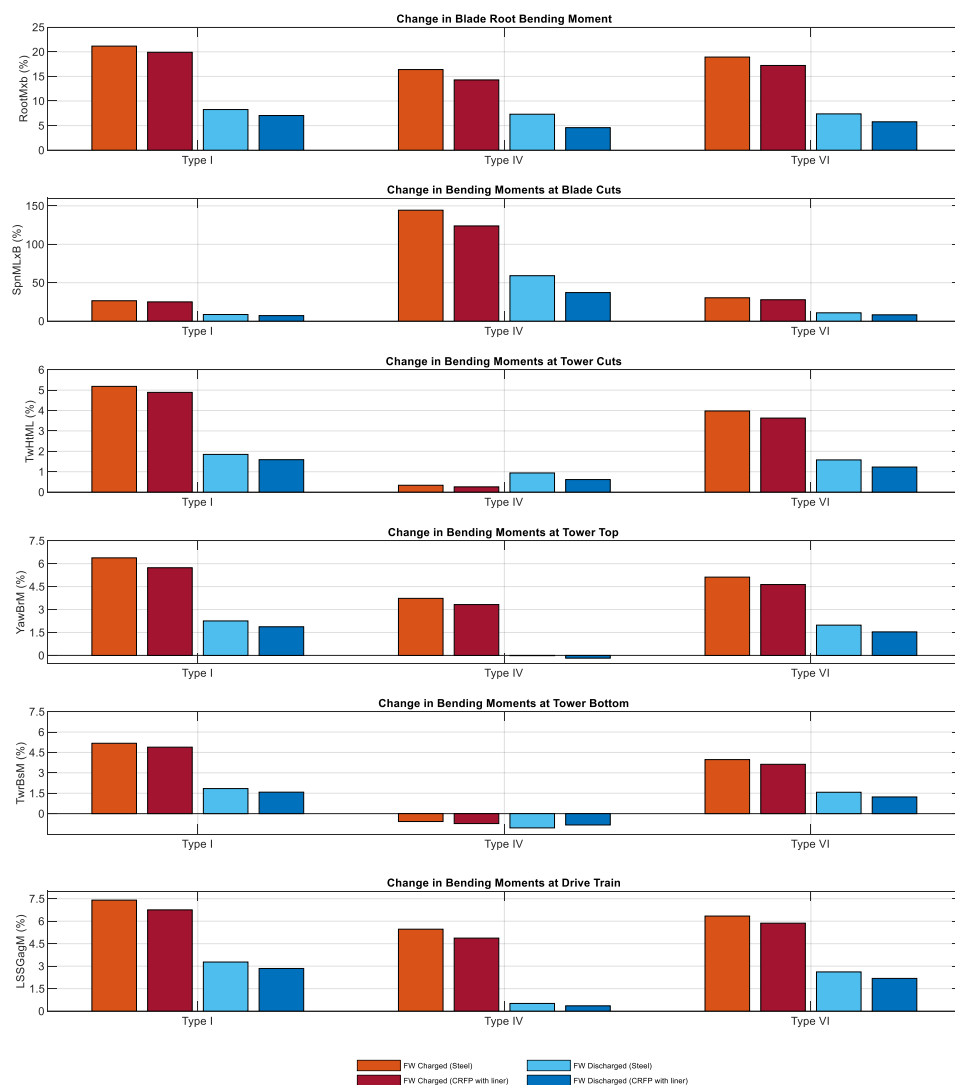 Change in Blade Root Bending Moment
RootMxb (%)
25
20
15
10
5
0
Type I Type IV Type VI
Change in Bending Moments at Blade Cuts
SpnMLxB (%)
150
100
50
0
Type I Type IV Type VI
Change in Bending Moments at Tower Cuts
TwHtML (%)
6
5
4
3
2
1
0
Type I Type IV Type VI
Change in Bending Moments at Tower Top
YawBrM (%)
7.5
6
4.5
3
1.5
0
Type I Type IV Type VI
Change in Bending Moments at Tower Bottom
TwrBsM (%)
7.5
6
4.5
3
1.5
0
Type I Type IV Type VI
Change in Bending Moments at Drive Train
LSSGagM (%)
7.5
6
4.5
3
1.5
0
Type I Type IV Type VI
FW Charged (Steel) FW Discharged (Steel)
FW Charged (CRFP with liner) FW Discharged (CRFP with liner)